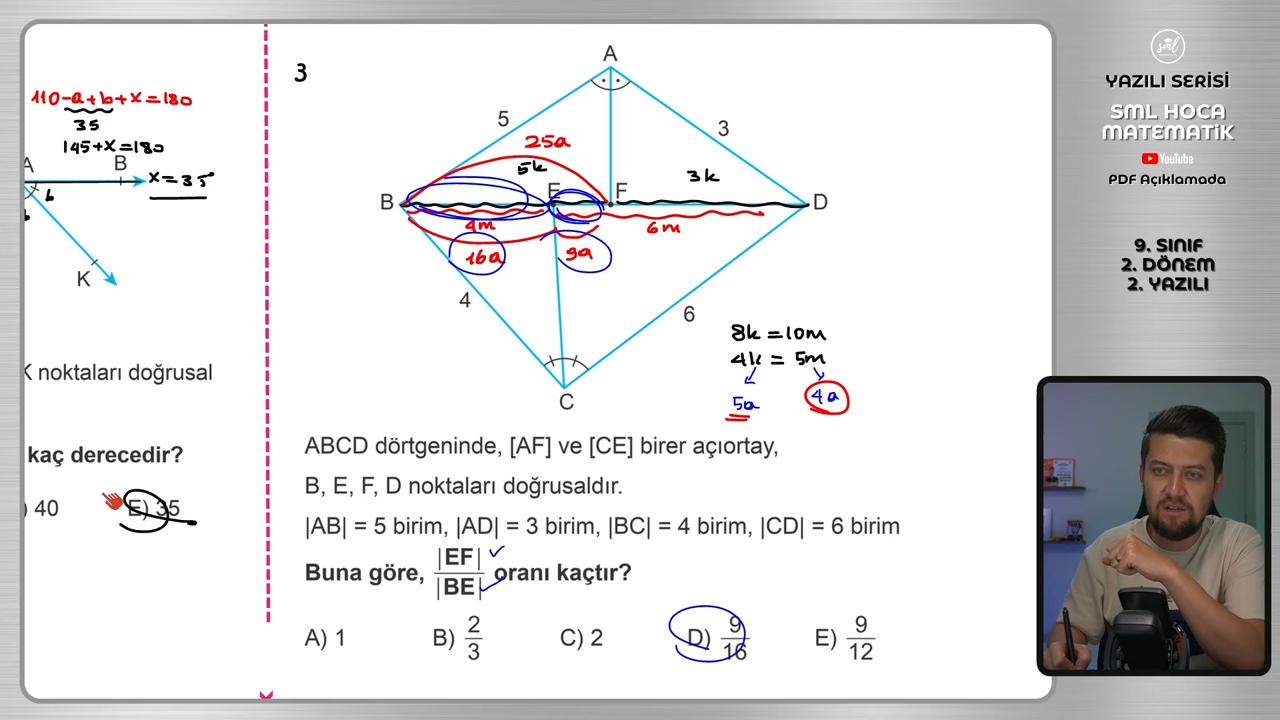 110-a+b+x=180
35
145+x=180
A
B
x=35°
b
K
K noktaları doğrusal
kaç derecedir?
) 40
E) 35
3
A
5
3
25a
5k
3k
B
E
F
D
4m
6m
16a
9a
4
6
8k = 10m
4k = 5m
5a
4a
C
ABCD dörtgeninde, [AF] ve [CE] birer açıortay,
B, E, F, D noktaları doğrusaldır.
|AB| = 5 birim, |AD| = 3 birim, |BC| = 4 birim, |CD| = 6 birim
Buna göre, |EF| / |BE| oranı kaçtır?
A) 1 B) 2/3 C) 2 D) 9/16 E) 9/12
sml
YAZILI SERİSİ
SML HOCA
MATEMATİK
YouTube
PDF Açıklamada
9. SINIF
2. DÖNEM
2. YAZILI